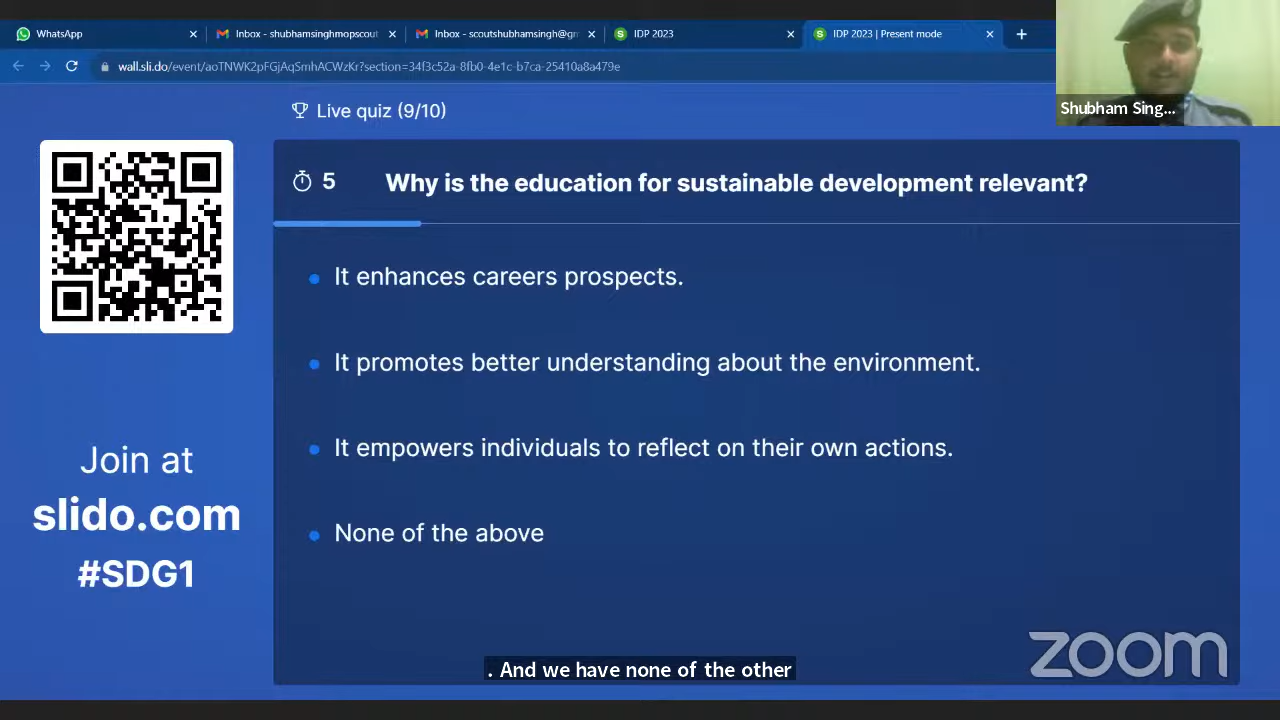 WhatsApp
Inbox - shubhamsinghmopscout
Inbox - scoutshubhamsingh@gm
IDP 2023
IDP 2023 | Present mode
wall.sli.do/event/aoTNWK2pFGjAqSmhACWzKr?section=34f3c52a-8fb0-4e1c-b7ca-25410a8a479e
Shubham Sing...
Live quiz (9/10)
5
Why is the education for sustainable development relevant?
It enhances careers prospects.
It promotes better understanding about the environment.
It empowers individuals to reflect on their own actions.
None of the above
Join at
slido.com
#SDG1
. And we have none of the other
zoom